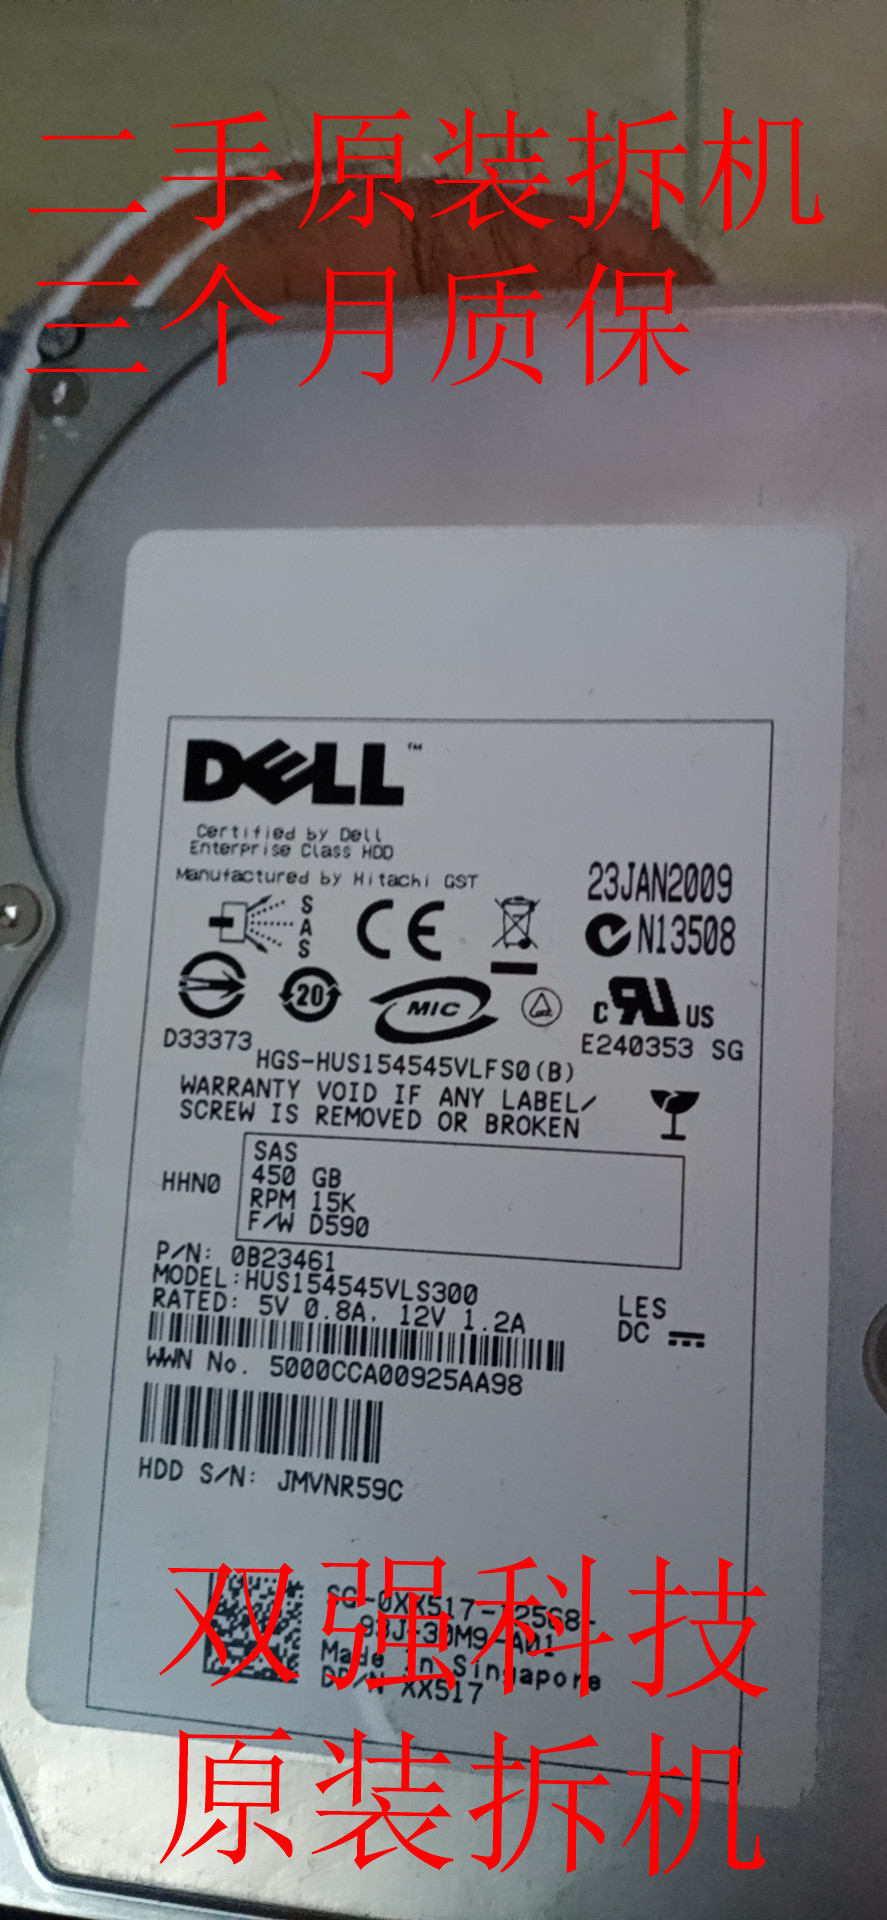 二手原装拆机
三个月质保
DELL™
Certified by Dell
Enterprise Class HDD
Manufactured by Hitachi GST
23JAN2009
SAS
CE
N13508
20
MIC
c UR US
D33373
E240353 SG
HGS-HUS154545VLFS0(B)
WARRANTY VOID IF ANY LABEL/
SCREW IS REMOVED OR BROKEN
SAS
450 GB
HHN0
RPM 15K
F/W D590
P/N: 0B23461
MODEL:HUS154545VLS300
RATED: 5V 0.8A. 12V 1.2A
LES
DC
WWN No. 5000CCA00925AA98
HDD S/N: JMVNR59C
双强科技
Made in Singapore
DP/N XX517
原装拆机